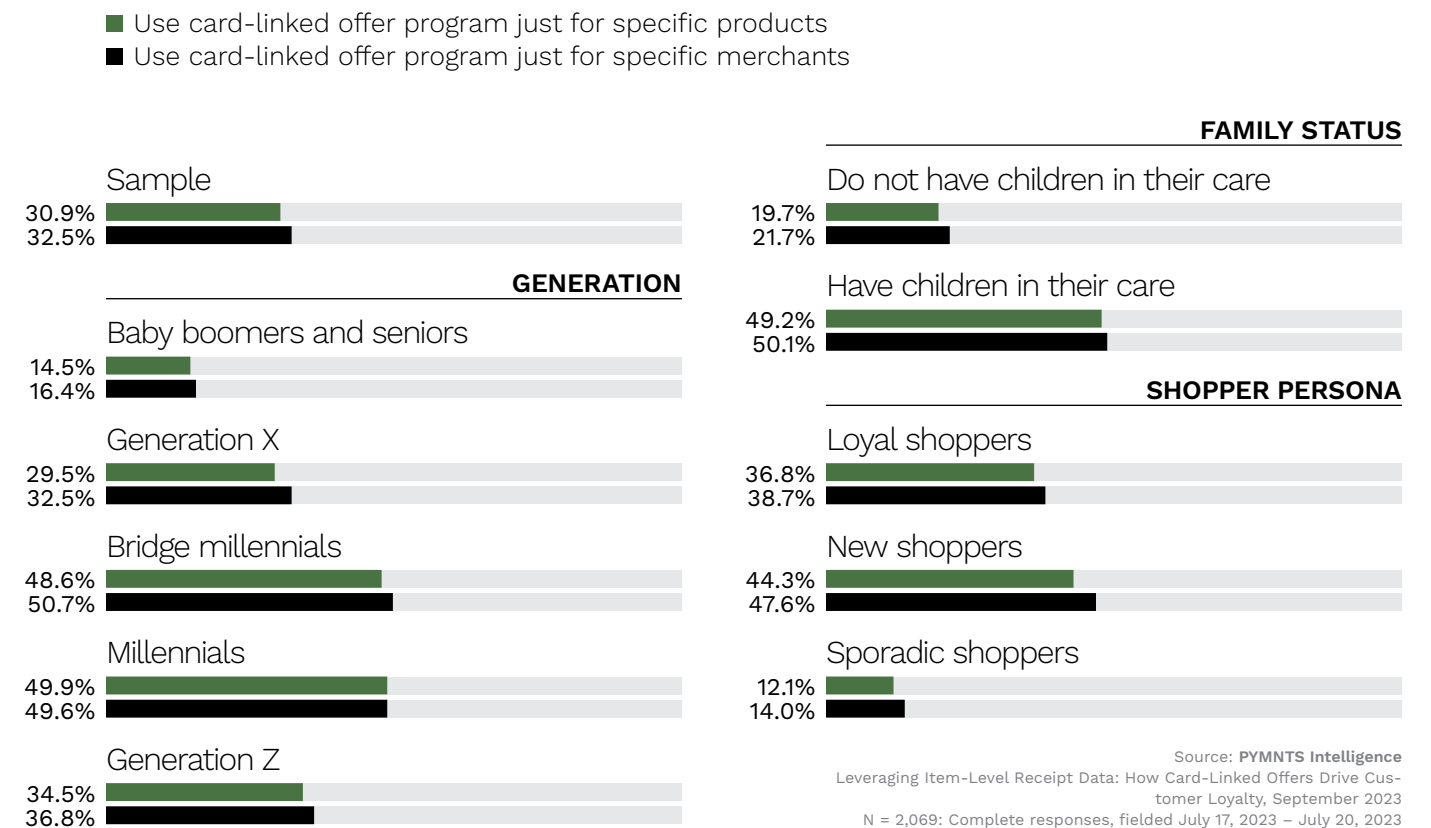 Use card-linked offer program just for specific products
Use card-linked offer program just for specific merchants
Sample
30.9%
32.5%
GENERATION
Baby boomers and seniors
14.5%
16.4%
Generation X
29.5%
32.5%
Bridge millennials
48.6%
50.7%
Millennials
49.9%
49.6%
Generation Z
34.5%
36.8%
FAMILY STATUS
Do not have children in their care
19.7%
21.7%
Have children in their care
49.2%
50.1%
SHOPPER PERSONA
Loyal shoppers
36.8%
38.7%
New shoppers
44.3%
47.6%
Sporadic shoppers
12.1%
14.0%
Source: PYMNTS Intelligence
Leveraging Item-Level Receipt Data: How Card-Linked Offers Drive Cus-
tomer Loyalty, September 2023
N = 2,069: Complete responses, fielded July 17, 2023 – July 20, 2023